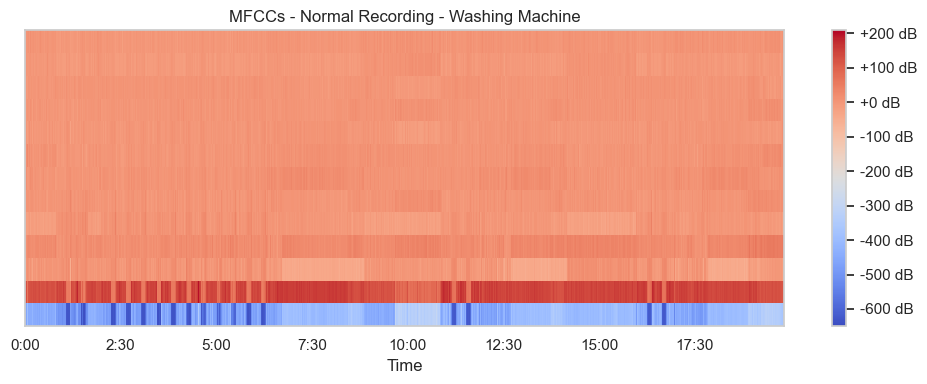 MFCCs - Normal Recording - Washing Machine
+200 dB
+100 dB
+0 dB
-100 dB
-200 dB
-300 dB
-400 dB
-500 dB
-600 dB
0:00 2:30 5:00 7:30 10:00 12:30 15:00 17:30
Time